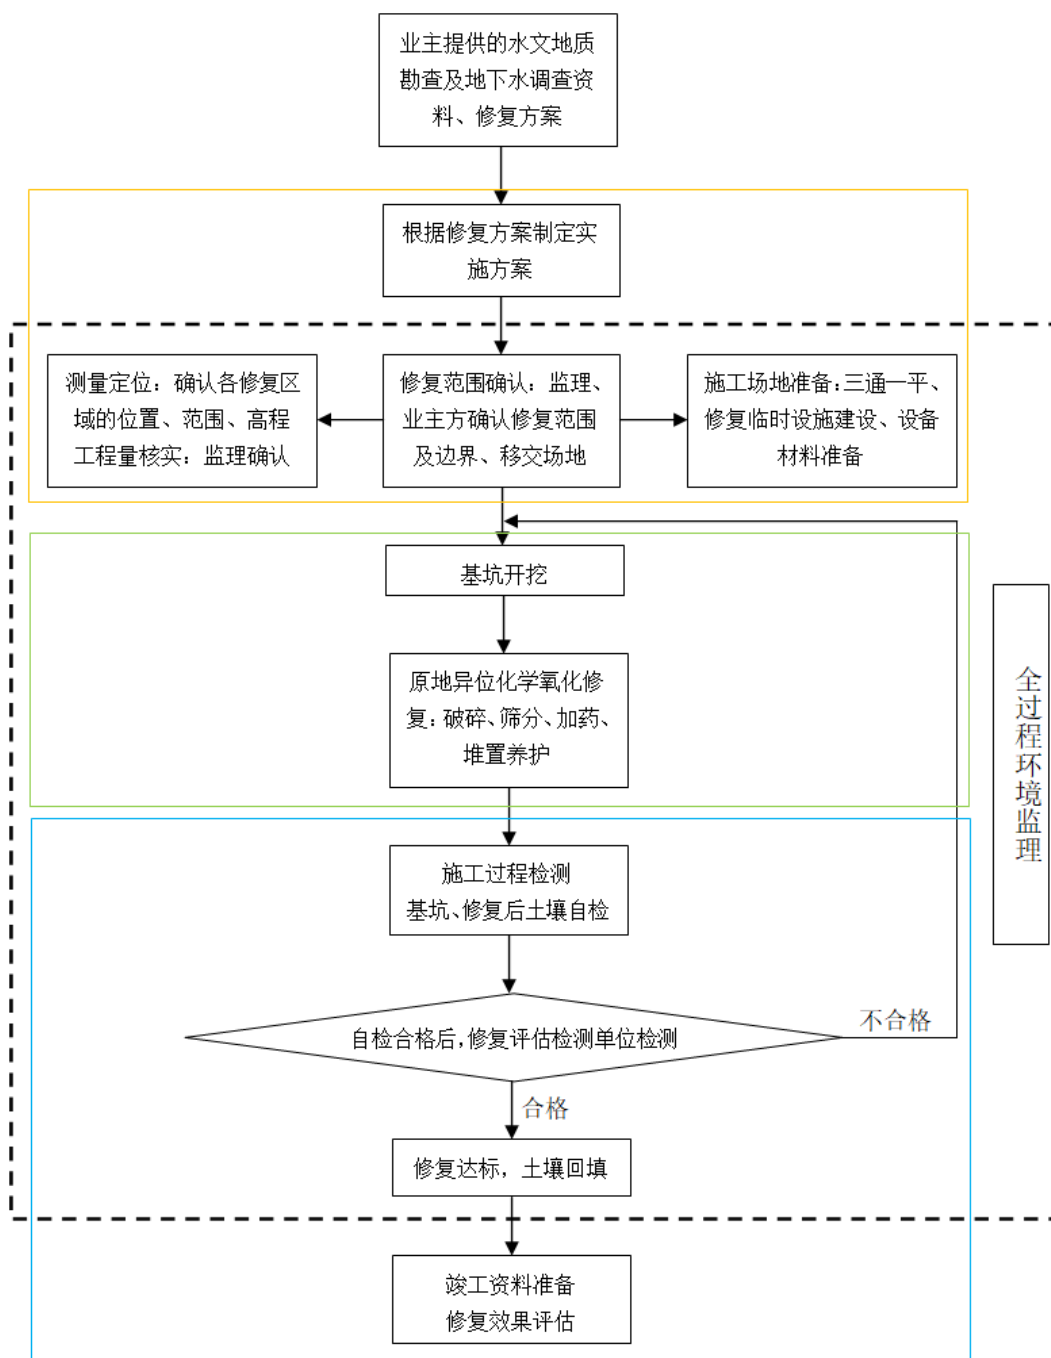 业主提供的水文地质
勘查及地下水调查资
料、修复方案
根据修复方案制定实
施方案
测量定位：确认各修复区
域的位置、范围、高程
工程量核实：监理确认
修复范围确认：监理、
业主方确认修复范围
及边界、移交场地
施工场地准备：三通一平、
修复临时设施建设、设备
材料准备
基坑开挖
原地异位化学氧化修
复：破碎、筛分、加药、
堆置养护
全过程环境监理
施工过程检测
基坑、修复后土壤自检
自检合格后，修复评估检测单位检测
不合格
合格
修复达标，土壤回填
竣工资料准备
修复效果评估